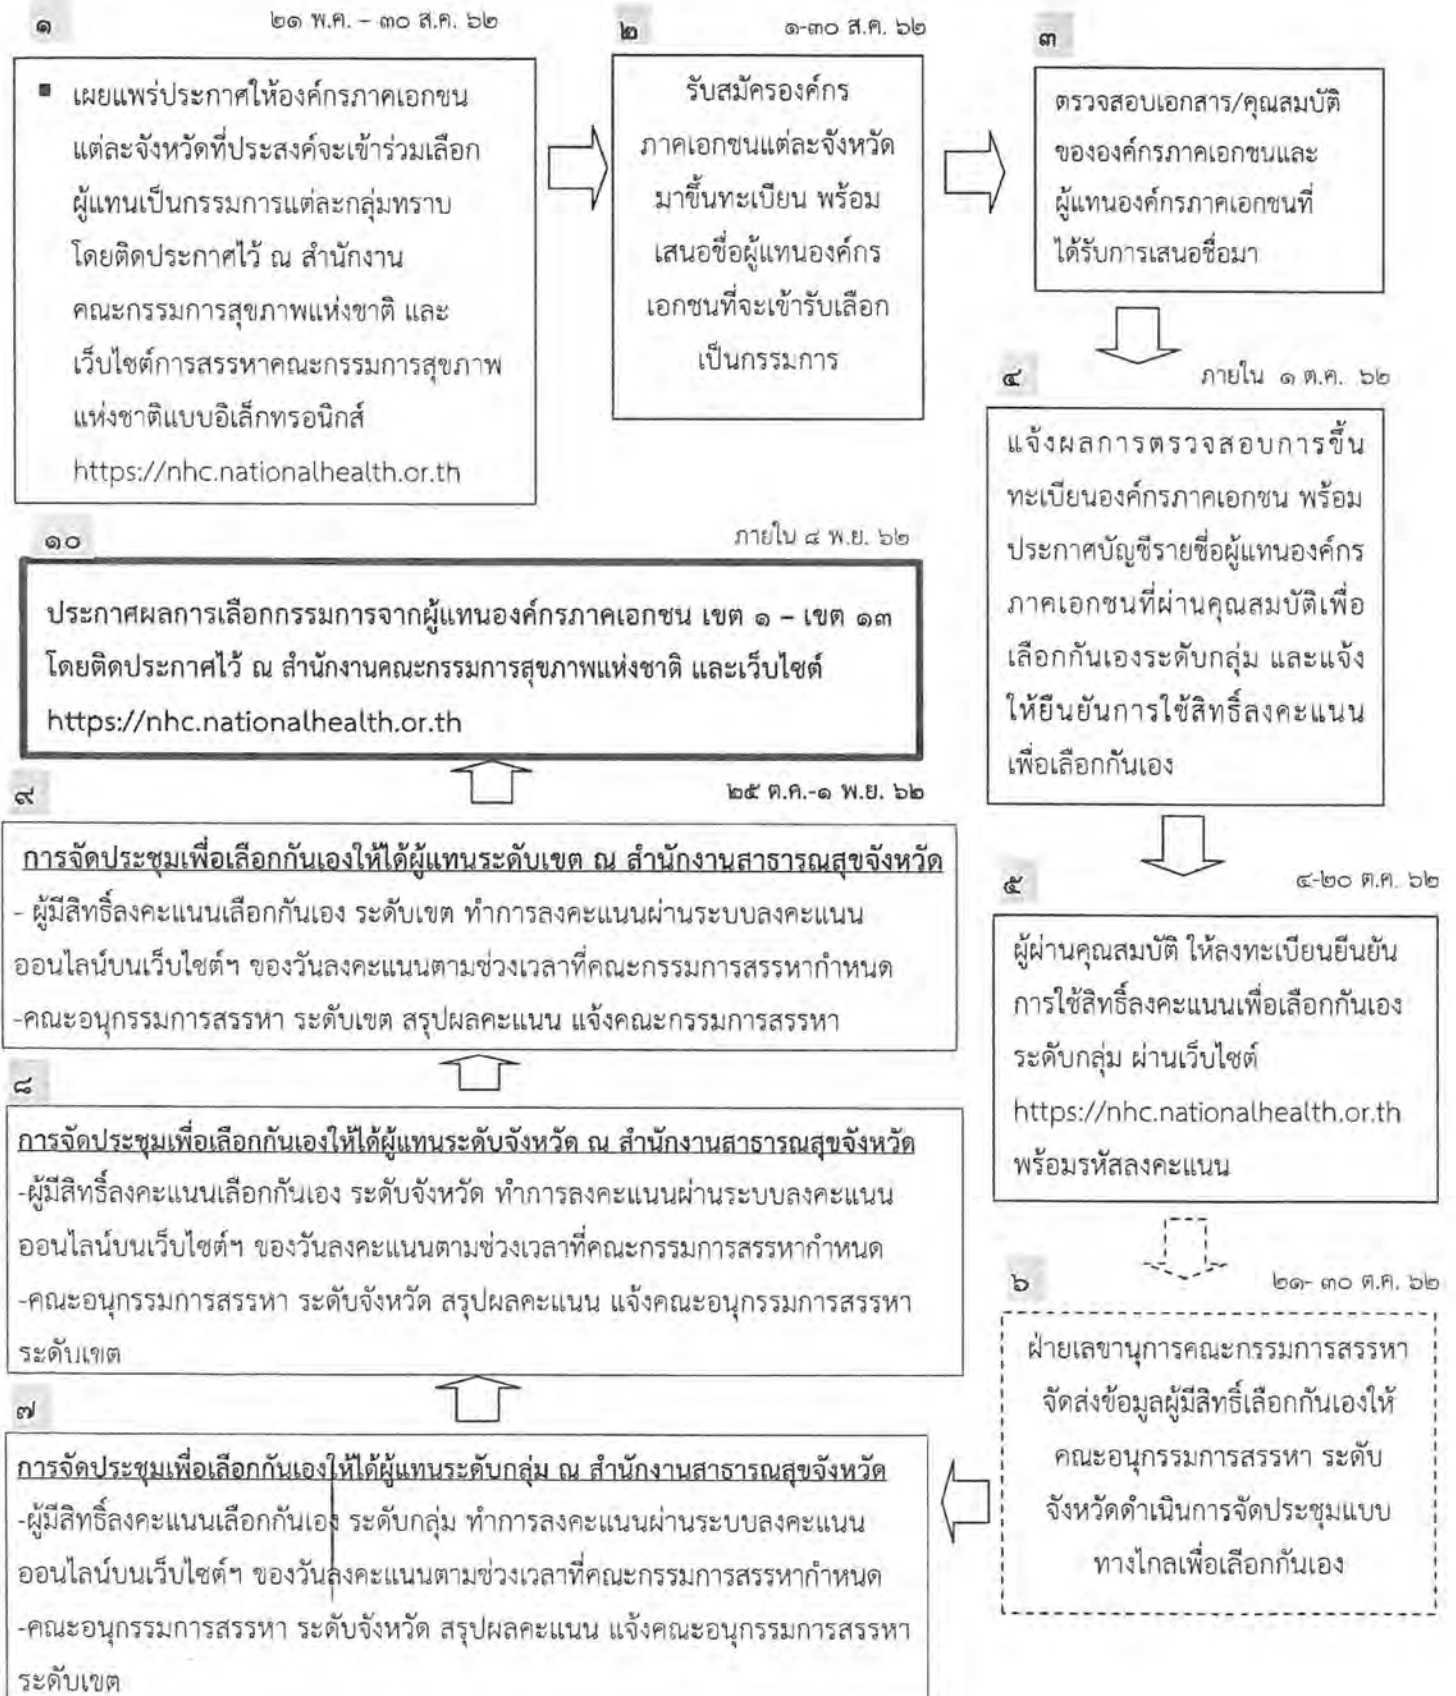 ๑
๒๑ พ.ค. – ๓๐ ส.ค. ๖๒
▪ เผยแพร่ประกาศให้องค์กรภาคเอกชน
แต่ละจังหวัดที่ประสงค์จะเข้าร่วมเลือก
ผู้แทนเป็นกรรมการแต่ละกลุ่มทราบ
โดยติดประกาศไว้ ณ สำนักงาน
คณะกรรมการสุขภาพแห่งชาติ และ
เว็บไซต์การสรรหาคณะกรรมการสุขภาพ
แห่งชาติแบบอิเล็กทรอนิกส์
https://nhc.nationalhealth.or.th
๒
๑-๓๐ ส.ค. ๖๒
รับสมัครองค์กร
ภาคเอกชนแต่ละจังหวัด
มาขึ้นทะเบียน พร้อม
เสนอชื่อผู้แทนองค์กร
เอกชนที่จะเข้ารับเลือก
เป็นกรรมการ
๓
ตรวจสอบเอกสาร/คุณสมบัติ
ขององค์กรภาคเอกชนและ
ผู้แทนองค์กรภาคเอกชนที่
ได้รับการเสนอชื่อมา
๔
ภายใน ๑ ต.ค. ๖๒
แจ้งผลการตรวจสอบการขึ้น
ทะเบียนองค์กรภาคเอกชน พร้อม
ประกาศบัญชีรายชื่อผู้แทนองค์กร
ภาคเอกชนที่ผ่านคุณสมบัติเพื่อ
เลือกกันเองระดับกลุ่ม และแจ้ง
ให้ยืนยันการใช้สิทธิ์ลงคะแนน
เพื่อเลือกกันเอง
๕
๔-๒๐ ต.ค. ๖๒
ผู้ผ่านคุณสมบัติ ให้ลงทะเบียนยืนยัน
การใช้สิทธิ์ลงคะแนนเพื่อเลือกกันเอง
ระดับกลุ่ม ผ่านเว็บไซต์
https://nhc.nationalhealth.or.th
พร้อมรหัสลงคะแนน
๖
๒๑- ๓๐ ต.ค. ๖๒
ฝ่ายเลขานุการคณะกรรมการสรรหา
จัดส่งข้อมูลผู้มีสิทธิ์เลือกกันเองให้
คณะอนุกรรมการสรรหา ระดับ
จังหวัดดำเนินการจัดประชุมแบบ
ทางไกลเพื่อเลือกกันเอง
๗
การจัดประชุมเพื่อเลือกกันเองให้ได้ผู้แทนระดับกลุ่ม ณ สำนักงานสาธารณสุขจังหวัด
-ผู้มีสิทธิ์ลงคะแนนเลือกกันเอง ระดับกลุ่ม ทำการลงคะแนนผ่านระบบลงคะแนน
ออนไลน์บนเว็บไซต์ฯ ของวันลงคะแนนตามช่วงเวลาที่คณะกรรมการสรรหากำหนด
-คณะอนุกรรมการสรรหา ระดับจังหวัด สรุปผลคะแนน แจ้งคณะอนุกรรมการสรรหา
ระดับเขต
๘
การจัดประชุมเพื่อเลือกกันเองให้ได้ผู้แทนระดับจังหวัด ณ สำนักงานสาธารณสุขจังหวัด
-ผู้มีสิทธิ์ลงคะแนนเลือกกันเอง ระดับจังหวัด ทำการลงคะแนนผ่านระบบลงคะแนน
ออนไลน์บนเว็บไซต์ฯ ของวันลงคะแนนตามช่วงเวลาที่คณะกรรมการสรรหากำหนด
-คณะอนุกรรมการสรรหา ระดับจังหวัด สรุปผลคะแนน แจ้งคณะอนุกรรมการสรรหา
ระดับเขต
๙
๒๕ ต.ค.-๑ พ.ย. ๖๒
การจัดประชุมเพื่อเลือกกันเองให้ได้ผู้แทนระดับเขต ณ สำนักงานสาธารณสุขจังหวัด
- ผู้มีสิทธิ์ลงคะแนนเลือกกันเอง ระดับเขต ทำการลงคะแนนผ่านระบบลงคะแนน
ออนไลน์บนเว็บไซต์ฯ ของวันลงคะแนนตามช่วงเวลาที่คณะกรรมการสรรหากำหนด
-คณะอนุกรรมการสรรหา ระดับเขต สรุปผลคะแนน แจ้งคณะกรรมการสรรหา
๑๐
ภายใน ๘ พ.ย. ๖๒
ประกาศผลการเลือกกรรมการจากผู้แทนองค์กรภาคเอกชน เขต ๑ – เขต ๑๓
โดยติดประกาศไว้ ณ สำนักงานคณะกรรมการสุขภาพแห่งชาติ และเว็บไซต์
https://nhc.nationalhealth.or.th